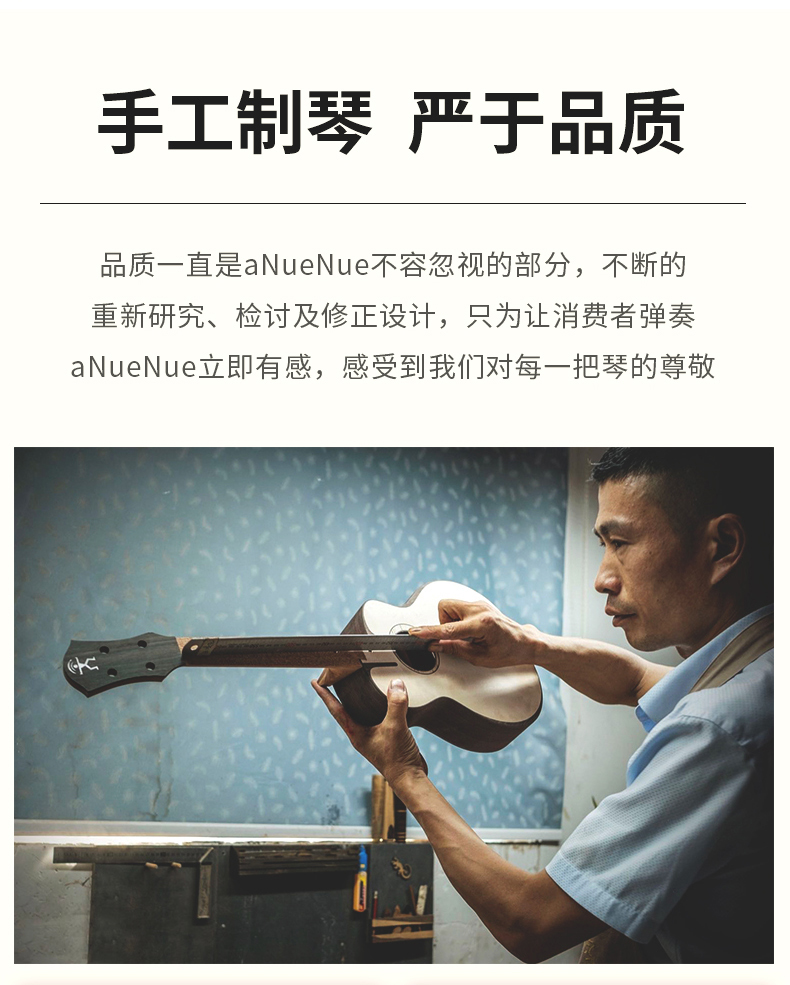 手工制琴 严于品质
品质一直是aNueNue不容忽视的部分，不断的
重新研究、检讨及修正设计，只为让消费者弹奏
aNueNue立即有感，感受到我们对每一把琴的尊敬